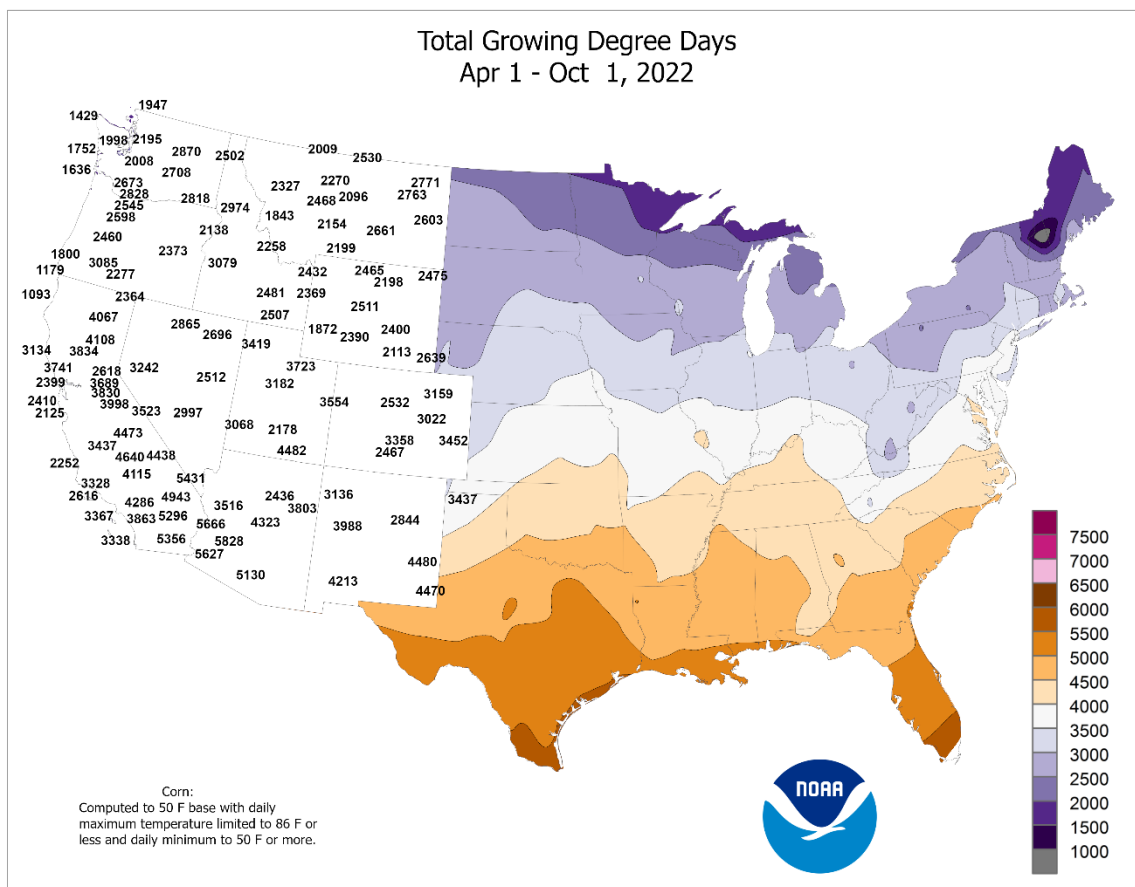 Total Growing Degree Days
Apr 1 - Oct 1, 2022
1947
1429
1998 2195
1752 2870 2009
2008 2502 2530
1636 2708
2673 2327 2270 2771
2828 2818 2468 2096 2763
2545 2974
2598 1843 2154 2603
2460 2138 2661
1800 2373 2258 2199
3085 3079
1179 2277 2432 2465 2475
2198
1093 2364 2481 2369
4067 2507 2511
2865 1872
4108 2696 2390 2400
3134 3834 3419 2113
3741 2618 3242 3723 2639
2399 3689 2512 3182
3830 3159
2410 3998 3554 2532
2125 3523 2997 3022
4473 3068 2178
3437 3358 3452
4640 4438 4482 2467
2252 4115
3328 5431
2616 4286 4943 2436 3136 3437
3367 3863 5296 3516 3803
5666 4323 3988 2844
3338 5356 5828
5627 4480
5130 4213 4470
7500
7000
6500
6000
5500
5000
4500
4000
3500
3000
2500
2000
1500
1000
NOAA
Corn:
Computed to 50 F base with daily
maximum temperature limited to 86 F or
less and daily minimum to 50 F or more.